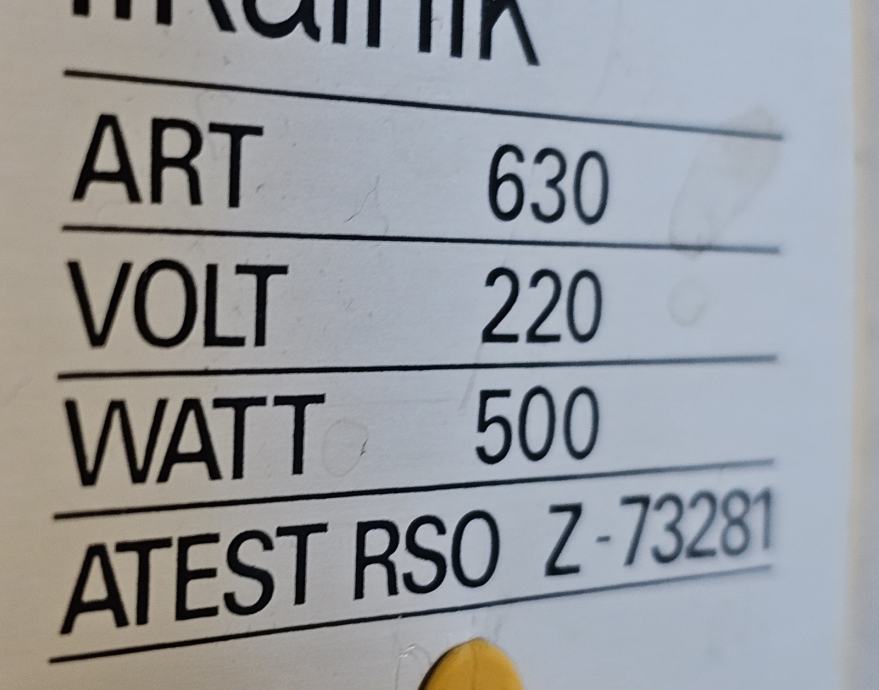 ART 630
VOLT 220
WATT 500
ATEST RSO Z-73281